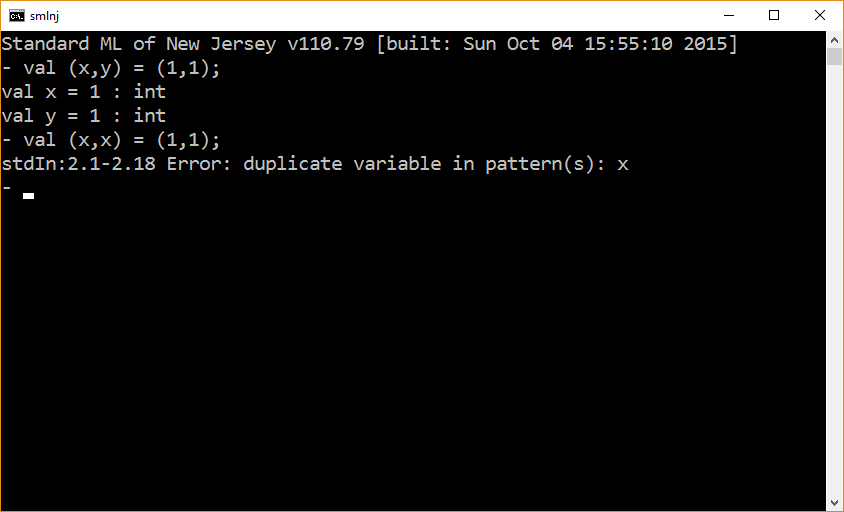 smlnj
Standard ML of New Jersey v110.79 [built: Sun Oct 04 15:55:10 2015]
- val (x,y) = (1,1);
val x = 1 : int
val y = 1 : int
- val (x,x) = (1,1);
stdIn:2.1-2.18 Error: duplicate variable in pattern(s): x
-